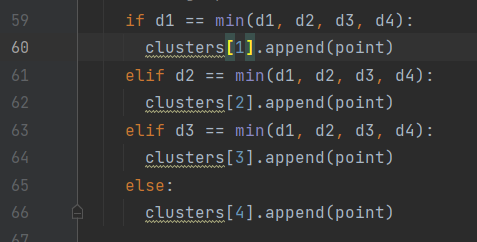 59 if d1 == min(d1, d2, d3, d4):
60 clusters[1].append(point)
61 elif d2 == min(d1, d2, d3, d4):
62 clusters[2].append(point)
63 elif d3 == min(d1, d2, d3, d4):
64 clusters[3].append(point)
65 else:
66 clusters[4].append(point)